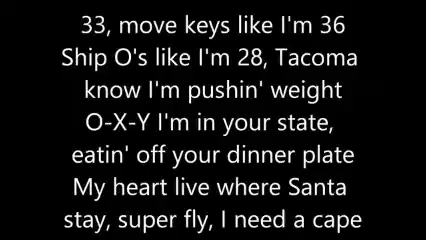 33, move keys like I'm 36
Ship O's like I'm 28, Tacoma
know I'm pushin' weight
O-X-Y I'm in your state,
eatin' off your dinner plate
My heart live where Santa
stay, super fly, I need a cape